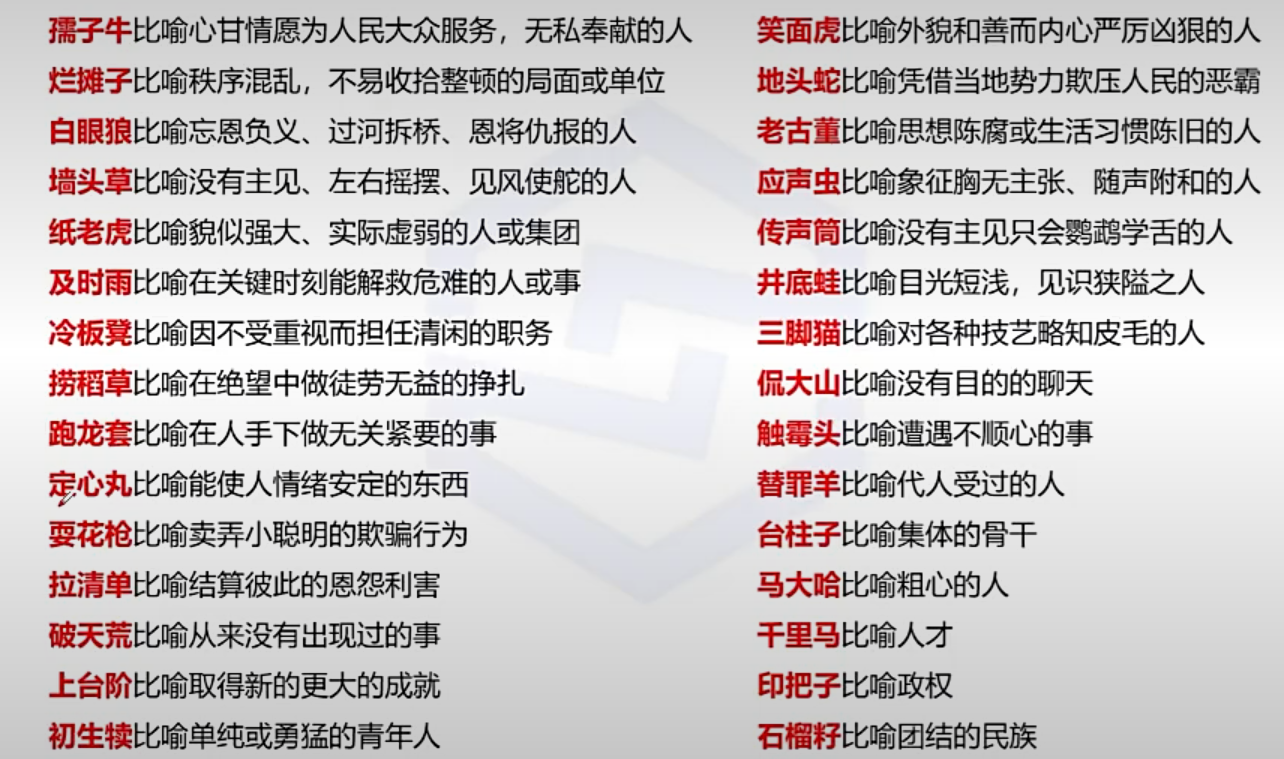 孺子牛比喻心甘情愿为人民大众服务，无私奉献的人
烂摊子比喻秩序混乱，不易收拾整顿的局面或单位
白眼狼比喻忘恩负义、过河拆桥、恩将仇报的人
墙头草比喻没有主见、左右摇摆、见风使舵的人
纸老虎比喻貌似强大、实际虚弱的人或集团
及时雨比喻在关键时刻能解救危难的人或事
冷板凳比喻因不受重视而担任清闲的职务
捞稻草比喻在绝望中做徒劳无益的挣扎
跑龙套比喻在人手下做无关紧要的事
定心丸比喻能使人情绪安定的东西
耍花枪比喻卖弄小聪明的欺骗行为
拉清单比喻结算彼此的恩怨利害
破天荒比喻从来没有出现过的事
上台阶比喻取得新的更大的成就
初生犊比喻单纯或勇猛的青年人
笑面虎比喻外貌和善而内心严厉凶狠的人
地头蛇比喻凭借当地势力欺压人民的恶霸
老古董比喻思想陈腐或生活习惯陈旧的人
应声虫比喻象征胸无主张、随声附和的人
传声筒比喻没有主见只会鹦鹉学舌的人
井底蛙比喻目光短浅，见识狭隘之人
三脚猫比喻对各种技艺略知皮毛的人
侃大山比喻没有目的的聊天
触霉头比喻遭遇不顺心的事
替罪羊比喻代人受过的人
台柱子比喻集体的骨干
马大哈比喻粗心的人
千里马比喻人才
印把子比喻政权
石榴籽比喻团结的民族